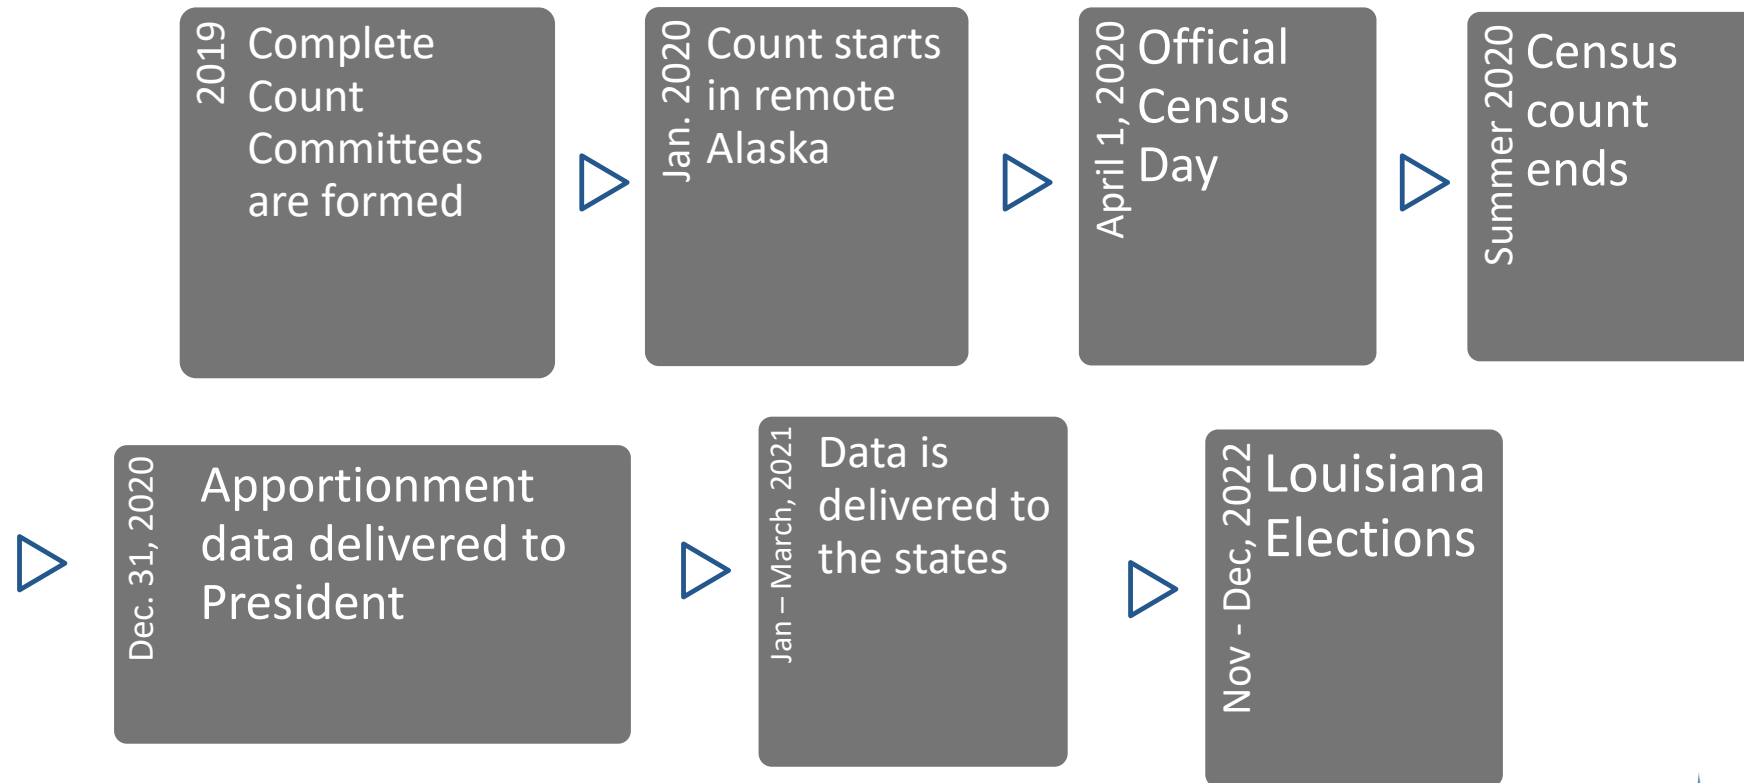 2019
Complete
Count
Committees
are formed
Jan. 2020
Count starts
in remote
Alaska
April 1, 2020
Official
Census
Day
Summer 2020
Census
count
ends
Dec. 31, 2020
Apportionment
data delivered to
President
Jan – March, 2021
Data is
delivered to
the states
Nov - Dec, 2022
Louisiana
Elections